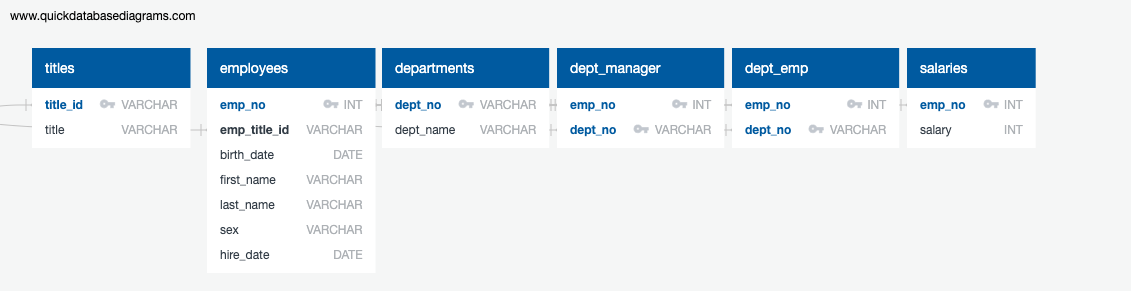 www.quickdatabasediagrams.com
titles
title_id VARCHAR
title VARCHAR
employees
emp_no INT
emp_title_id VARCHAR
birth_date DATE
first_name VARCHAR
last_name VARCHAR
sex VARCHAR
hire_date DATE
departments
dept_no VARCHAR
dept_name VARCHAR
dept_manager
emp_no INT
dept_no VARCHAR
dept_emp
emp_no INT
dept_no VARCHAR
salaries
emp_no INT
salary INT